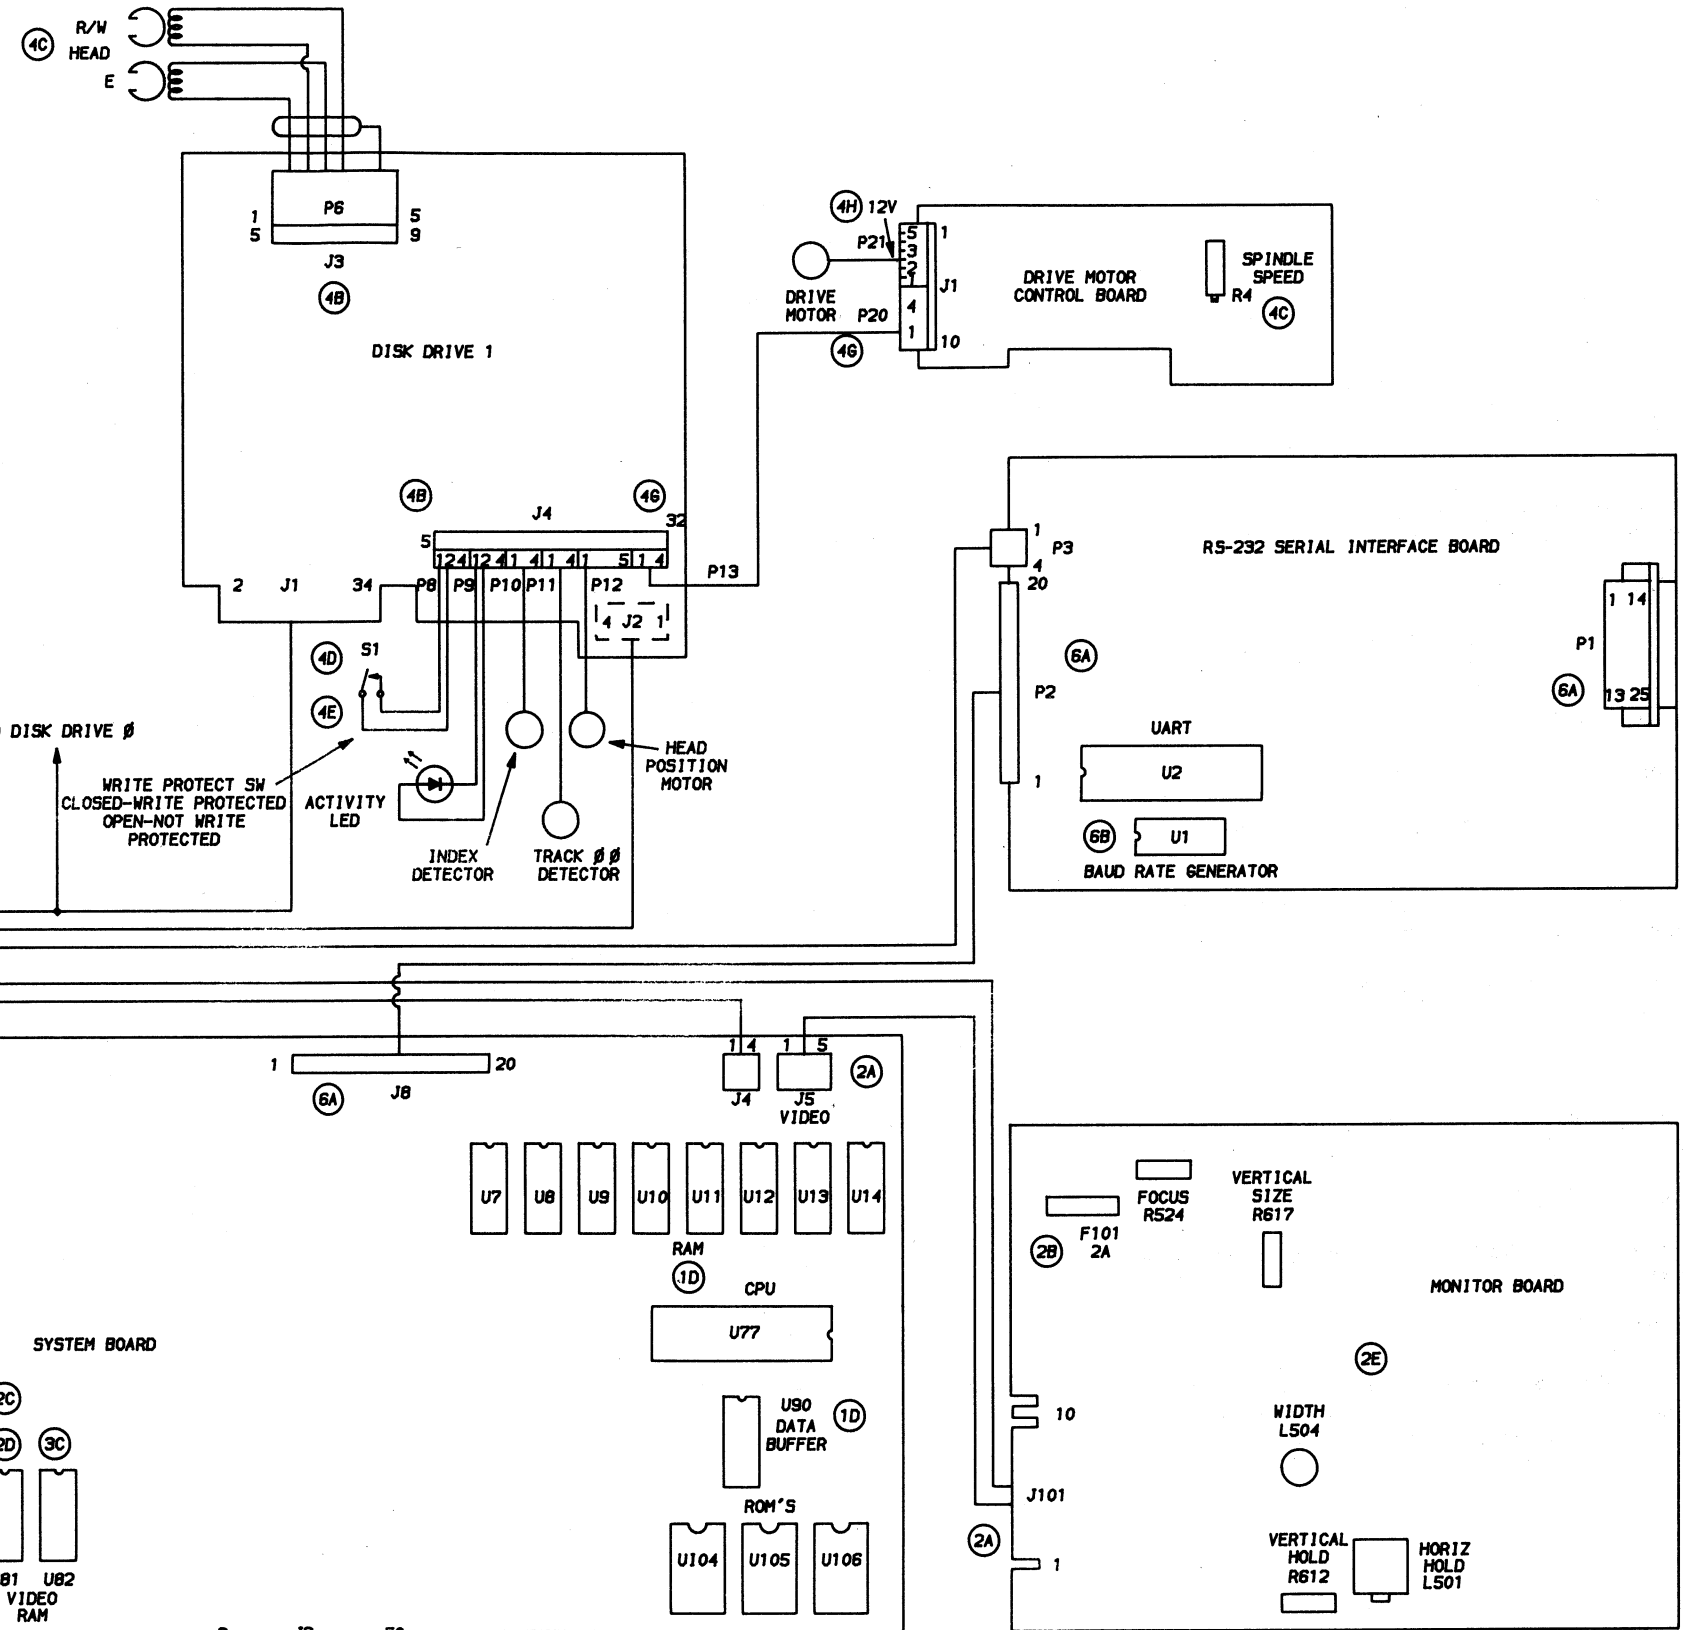 R/W
HEAD
E
4C
P6
1
5
5
9
J3
4B
DISK DRIVE 1
4B
4G
J4
32
5
1 2 4 1 2 4 1 4 1 4 1 5 1 4
P8 P9 P10 P11 P12
P13
2 J1 34
4 J2 1
4D
S1
4E
DISK DRIVE Ø
WRITE PROTECT SW
CLOSED-WRITE PROTECTED
OPEN-NOT WRITE
PROTECTED
ACTIVITY
LED
INDEX
DETECTOR
TRACK Ø Ø
DETECTOR
HEAD
POSITION
MOTOR
4H 12V
P21
5
3
2
1
1
J1
4
1
10
DRIVE
MOTOR
P20
4G
DRIVE MOTOR
CONTROL BOARD
SPINDLE
SPEED
R4
4C
1
P3
4
20
RS-232 SERIAL INTERFACE BOARD
6A
P2
1
1 14
P1
6A
13 25
UART
U2
6B
U1
BAUD RATE GENERATOR
1
20
J8
6A
1 4
J4
1 5
J5
VIDEO
2A
U7 U8 U9 U10 U11 U12 U13 U14
RAM
1D
CPU
U77
SYSTEM BOARD
U90
DATA
BUFFER
1D
2C
2D
3C
81 U82
VIDEO
RAM
ROM'S
U104 U105 U106
FOCUS
R524
F101
2A
2B
VERTICAL
SIZE
R617
MONITOR BOARD
2E
10
WIDTH
L504
J101
2A
1
VERTICAL
HOLD
R612
HORIZ
HOLD
L501